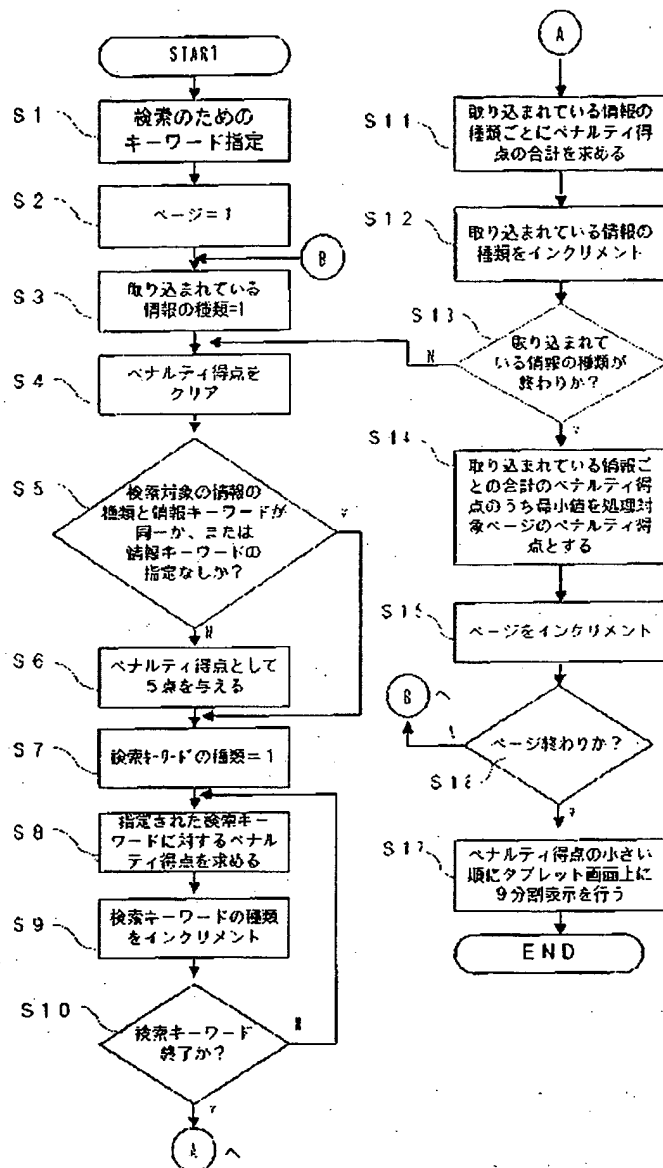 START
S1
検索のための
キーワード指定
S2
ページ=1
B
S3
取り込まれている
情報の種類=1
S4
ペナルティ得点を
クリア
S5
検索対象の情報の
種類と情報キーワードが
同一か、または
情報キーワードの
指定なしか?
Y
N
S6
ペナルティ得点として
5点を与える
S7
検索キーワードの種類=1
S8
指定された検索キー
ワードに対するペナル
ティ得点を求める
S9
検索キーワードの種類
をインクリメント
S10
検索キーワード
終了か?
N
Y
A へ
A
S11
取り込まれている情報の
種類ごとにペナルティ得
点の合計を求める
S12
取り込まれている情報の
種類をインクリメント
S13
取り込まれて
いる情報の種類が
終わりか?
N
Y
S14
取り込まれている情報ご
との合計のペナルティ得
点のうち最小値を処理対
象ページのペナルティ得
点とする
S15
ページをインクリメント
B へ
S16
ページ終わりか?
S17
ペナルティ得点の小さい
順にタブレット画面上に
9分割表示を行う
END